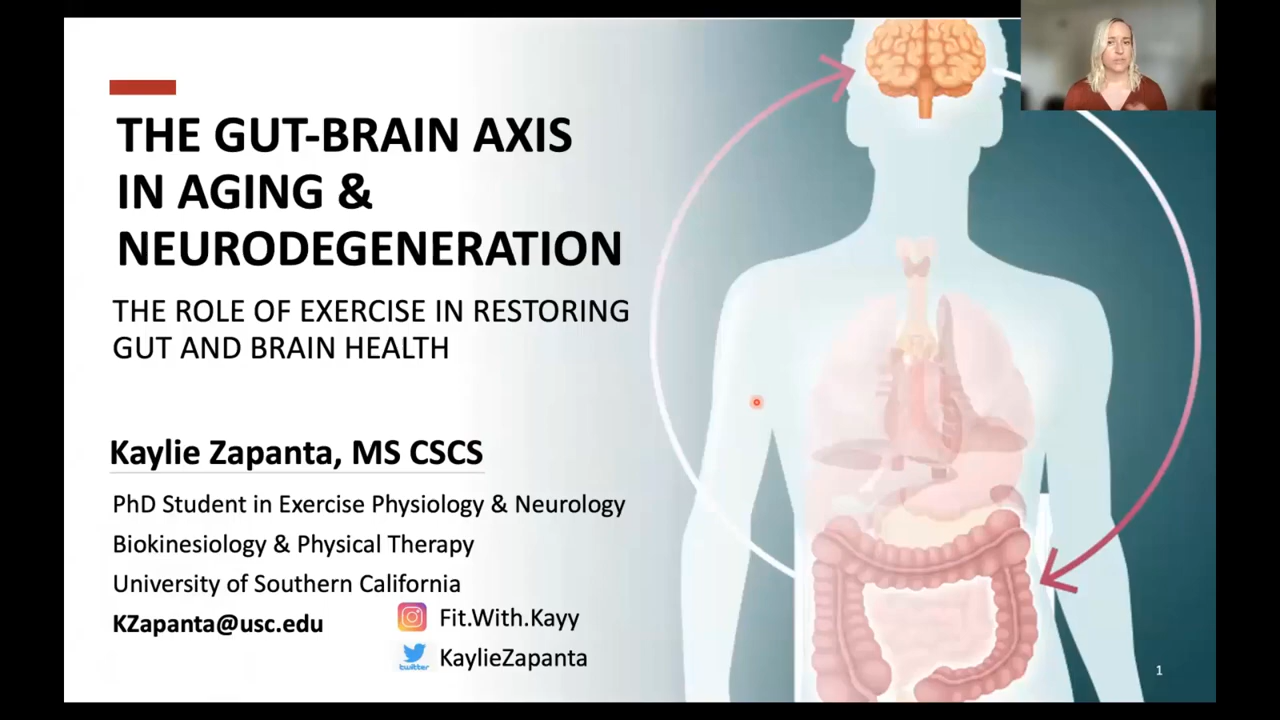 THE GUT-BRAIN AXIS
IN AGING &
NEURODEGENERATION
THE ROLE OF EXERCISE IN RESTORING
GUT AND BRAIN HEALTH
Kaylie Zapanta, MS CSCS
PhD Student in Exercise Physiology & Neurology
Biokinesiology & Physical Therapy
University of Southern California
KZapanta@usc.edu
Fit.With.Kayy
twitter
KaylieZapanta
1